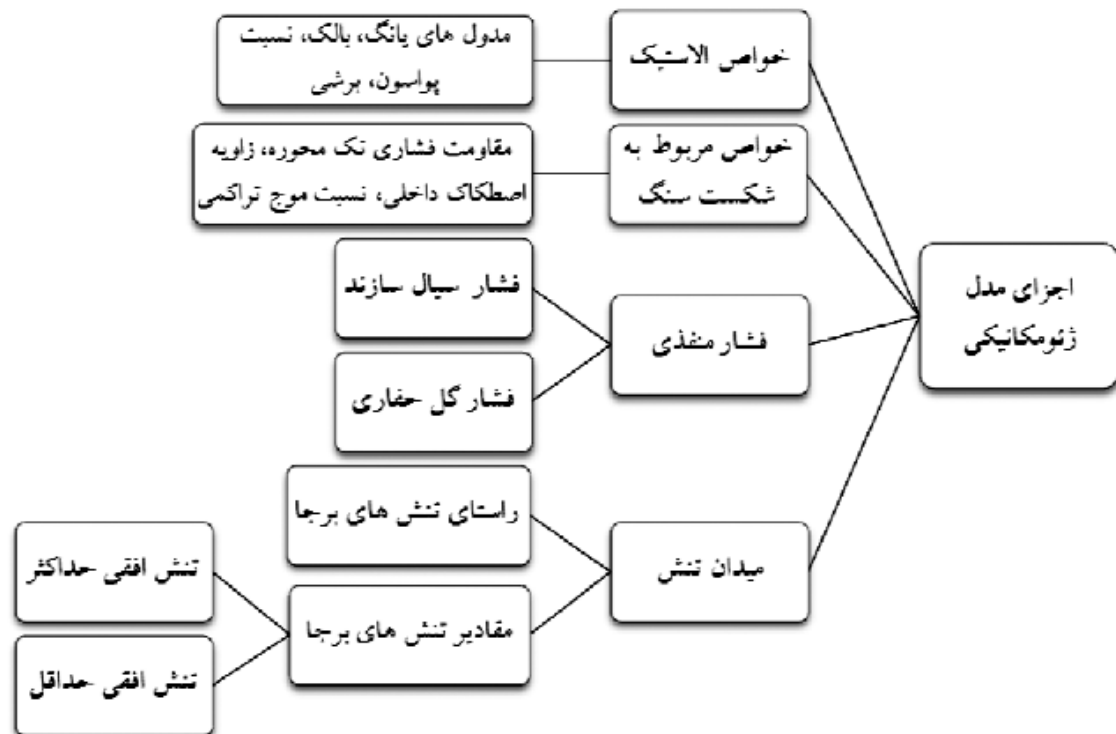 اجزای مدل
ژئومکانیکی
خواص الاستیک
مدول های یانگ، بالک، نسبت
پواسون، برشی
خواص مربوط به
شکست سنگ
مقاومت فشاری تک محوره، زاویه
اصطکاک داخلی، نسبت موج تراکمی
فشار منفذی
فشار سیال سازند
فشار گل حفاری
میدان تنش
راستای تنش های برجا
مقادیر تنش های برجا
تنش افقی حداکثر
تنش افقی حداقل